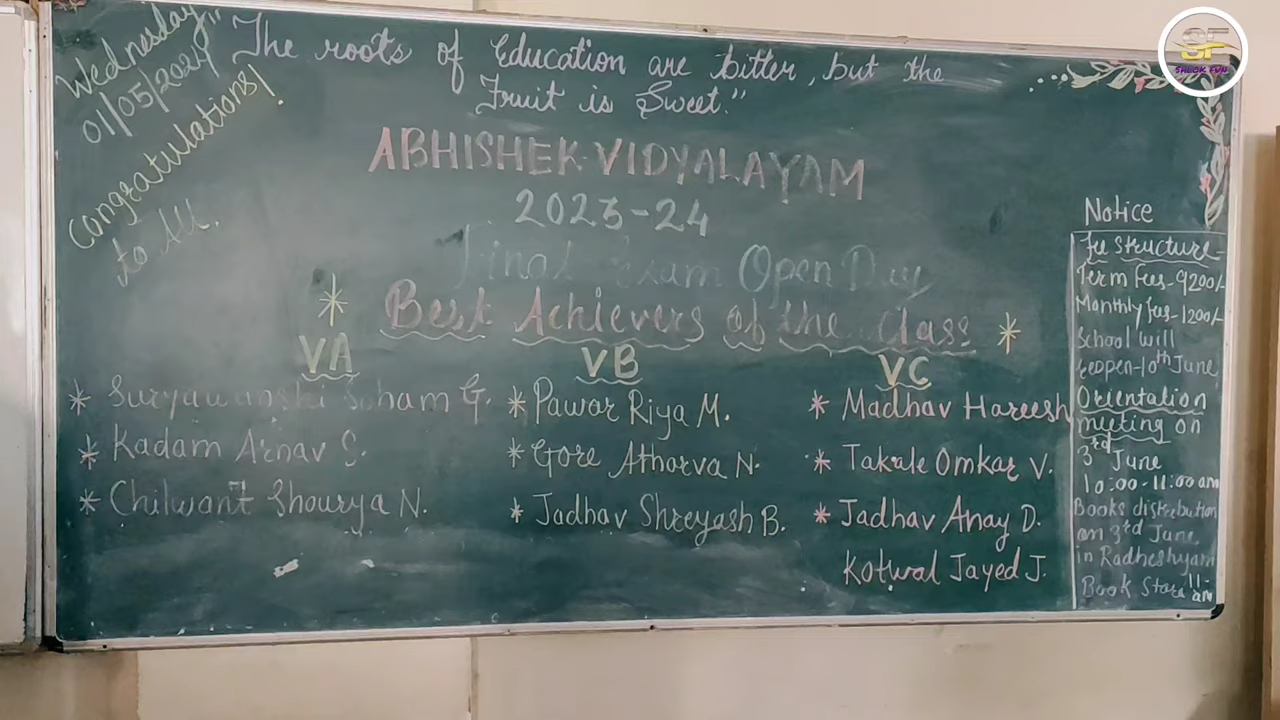 Wednesday,
01/05/2024
Congratulations!
to All.
"The roots of Education are bitter, but the
Fruit is Sweet."
ABHISHEK VIDYALAYAM
2023-24
Final Exam Open Day
Best Achievers of the Class
VA
* Suryawanshi Soham G.
* Kadam Arnav S.
* Chilwant Shourya N.
VB
* Pawar Riya M.
* Gore Atharva N.
* Jadhav Shreyash B.
VC
* Madhav Hareesh
* Takale Omkar V.
* Jadhav Anay D.
Kotwal Jayed J.
Notice
Fee Structure-
Term Fees-9200/-
Monthly fees-1200/-
School will
reopen-10th June
Orientation
meeting on
3rd June
10:00-11:00am
Books distribution
on 3rd June
in Radheshyam
Book Store 11-am
SF
SHLOK FUN